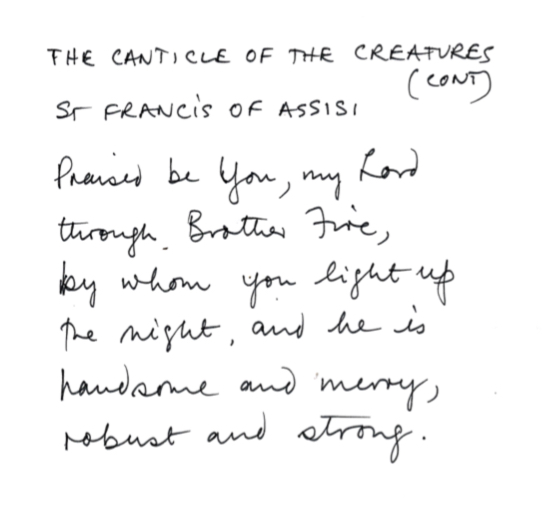 THE CANTICLE OF THE CREATURES
(CONT)
ST FRANCIS OF ASSISI
Praised be You, my Lord
through Brother Fire,
by whom you light up
the night, and he is
handsome and merry,
robust and strong.